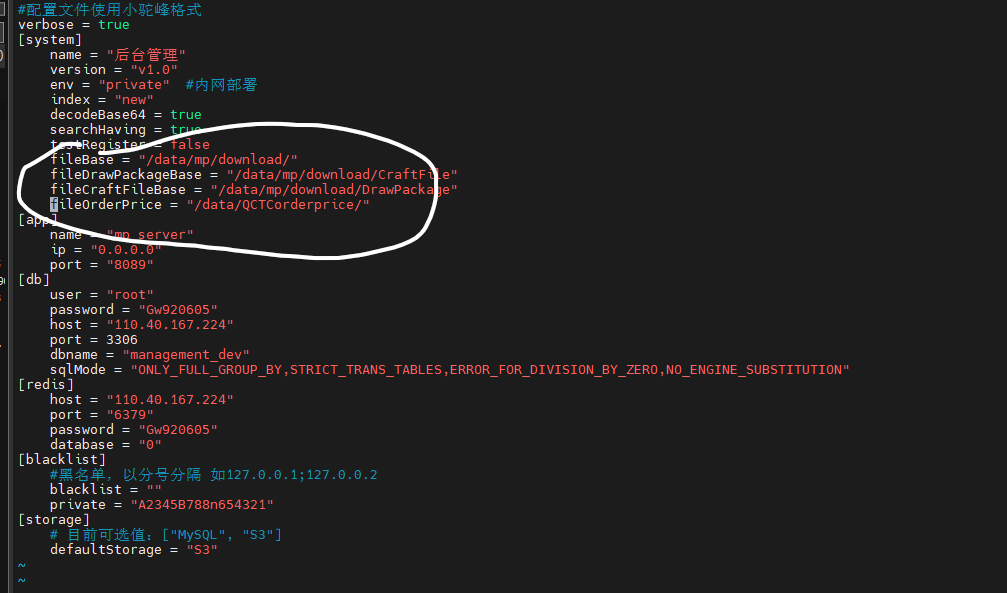 #配置文件使用小驼峰格式
verbose = true
[system]
name = "后台管理"
version = "v1.0"
env = "private" #内网部署
index = "new"
decodeBase64 = true
searchHaving = true
testRegister = false
fileBase = "/data/mp/download/"
fileDrawPackageBase = "/data/mp/download/CraftFile"
fileCraftFileBase = "/data/mp/download/DrawPackage"
fileOrderPrice = "/data/QCTCorderprice/"
[app]
name = "mp server"
ip = "0.0.0.0"
port = "8089"
[db]
user = "root"
password = "Gw920605"
host = "110.40.167.224"
port = 3306
dbname = "management_dev"
sqlMode = "ONLY_FULL_GROUP_BY,STRICT_TRANS_TABLES,ERROR_FOR_DIVISION_BY_ZERO,NO_ENGINE_SUBSTITUTION"
[redis]
host = "110.40.167.224"
port = "6379"
password = "Gw920605"
database = "0"
[blacklist]
#黑名单，以分号分隔 如127.0.0.1;127.0.0.2
blacklist = ""
private = "A2345B788n654321"
[storage]
# 目前可选值：["MySQL", "S3"]
defaultStorage = "S3"
~
~